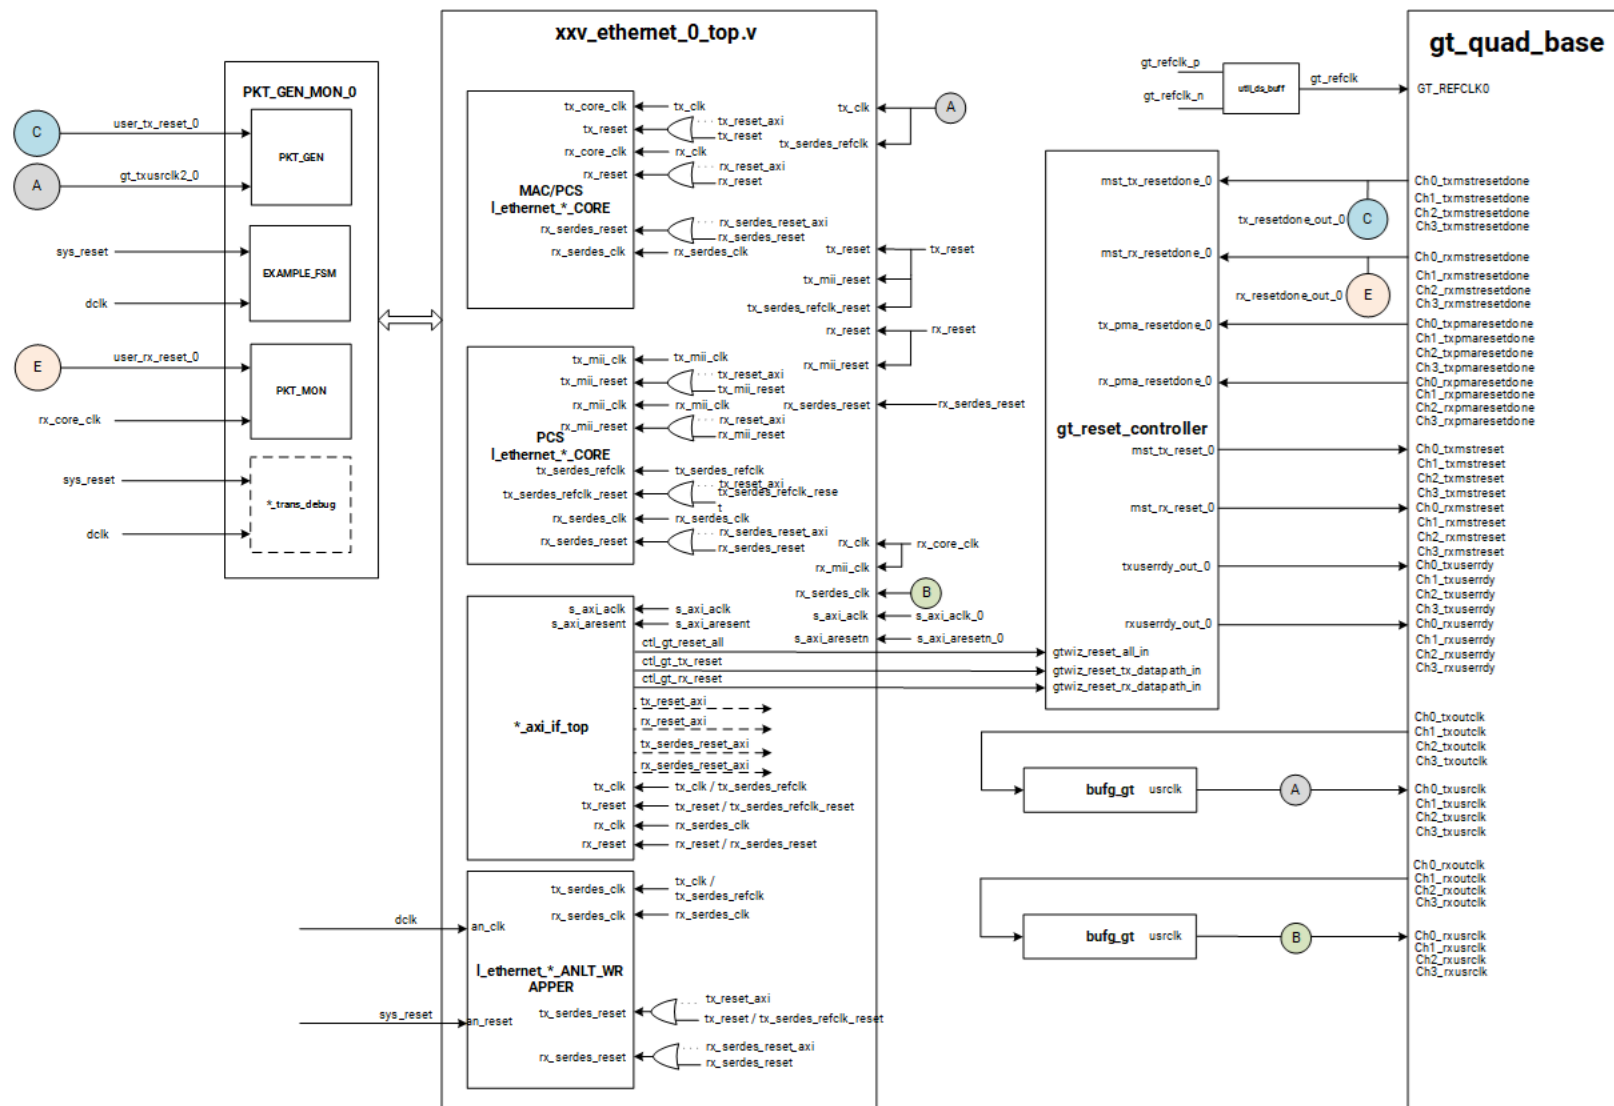 PKT_GEN_MON_0
C
user_tx_reset_0
PKT_GEN
A
gt_txusrclk2_0
sys_reset
EXAMPLE_FSM
dclk
E
user_rx_reset_0
PKT_MON
rx_core_clk
sys_reset
*_trans_debug
dclk
xxv_ethernet_0_top.v
tx_core_clk
tx_clk
tx_reset
tx_reset_axi
tx_reset
rx_core_clk
rx_clk
rx_reset
rx_reset_axi
rx_reset
MAC/PCS
l_ethernet_*_CORE
rx_serdes_reset
rx_serdes_reset_axi
rx_serdes_reset
rx_serdes_clk
rx_serdes_clk
tx_mii_clk
tx_mii_clk
tx_mii_reset
tx_reset_axi
tx_mii_reset
rx_mii_clk
rx_mii_clk
rx_mii_reset
rx_reset_axi
rx_mii_reset
PCS
l_ethernet_*_CORE
tx_serdes_refclk
tx_serdes_refclk
tx_serdes_refclk_reset
tx_reset_axi
tx_serdes_refclk_rese
t
rx_serdes_clk
rx_serdes_clk
rx_serdes_reset
rx_serdes_reset_axi
rx_serdes_reset
s_axi_aclk
s_axi_aclk
s_axi_aresent
s_axi_aresent
ctl_gt_reset_all
ctl_gt_tx_reset
ctl_gt_rx_reset
tx_reset_axi
rx_reset_axi
tx_serdes_reset_axi
rx_serdes_reset_axi
*_axi_if_top
tx_clk
tx_clk / tx_serdes_refclk
tx_reset
tx_reset / tx_serdes_refclk_reset
rx_clk
rx_serdes_clk
rx_reset
rx_reset / rx_serdes_reset
tx_serdes_clk
tx_clk /
tx_serdes_refclk
rx_serdes_clk
rx_serdes_clk
dclk
an_clk
l_ethernet_*_ANLT_WR
APPER
sys_reset
an_reset
tx_serdes_reset
tx_reset_axi
tx_reset / tx_serdes_refclk_reset
rx_serdes_reset
rx_serdes_reset_axi
rx_serdes_reset
tx_clk
A
tx_serdes_refclk
tx_reset
tx_reset
tx_mii_reset
tx_serdes_refclk_reset
rx_reset
rx_reset
rx_mii_reset
rx_serdes_reset
rx_serdes_reset
rx_clk
rx_core_clk
rx_mii_clk
rx_serdes_clk
B
s_axi_aclk
s_axi_aclk_0
s_axi_aresetn
s_axi_aresetn_0
gt_refclk_p
gt_refclk_n
util_ds_buff
gt_refclk
mst_tx_resetdone_0
tx_resetdone_out_0
C
mst_rx_resetdone_0
rx_resetdone_out_0
E
tx_pma_resetdone_0
rx_pma_resetdone_0
gt_reset_controller
mst_tx_reset_0
mst_rx_reset_0
txuserrdy_out_0
rxuserrdy_out_0
gtwiz_reset_all_in
gtwiz_reset_tx_datapath_in
gtwiz_reset_rx_datapath_in
bufg_gt
usrclk
A
bufg_gt
usrclk
B
gt_quad_base
GT_REFCLK0
Ch0_txmstresetdone
Ch1_txmstresetdone
Ch2_txmstresetdone
Ch3_txmstresetdone
Ch0_rxmstresetdone
Ch1_rxmstresetdone
Ch2_rxmstresetdone
Ch3_rxmstresetdone
Ch0_txpmaresetdone
Ch1_txpmaresetdone
Ch2_txpmaresetdone
Ch3_txpmaresetdone
Ch0_rxpmaresetdone
Ch1_rxpmaresetdone
Ch2_rxpmaresetdone
Ch3_rxpmaresetdone
Ch0_txmstreset
Ch1_txmstreset
Ch2_txmstreset
Ch3_txmstreset
Ch0_rxmstreset
Ch1_rxmstreset
Ch2_rxmstreset
Ch3_rxmstreset
Ch0_txuserrdy
Ch1_txuserrdy
Ch2_txuserrdy
Ch3_txuserrdy
Ch0_rxuserrdy
Ch1_rxuserrdy
Ch2_rxuserrdy
Ch3_rxuserrdy
Ch0_txoutclk
Ch1_txoutclk
Ch2_txoutclk
Ch3_txoutclk
Ch0_txusrclk
Ch1_txusrclk
Ch2_txusrclk
Ch3_txusrclk
Ch0_rxoutclk
Ch1_rxoutclk
Ch2_rxoutclk
Ch3_rxoutclk
Ch0_rxusrclk
Ch1_rxusrclk
Ch2_rxusrclk
Ch3_rxusrclk